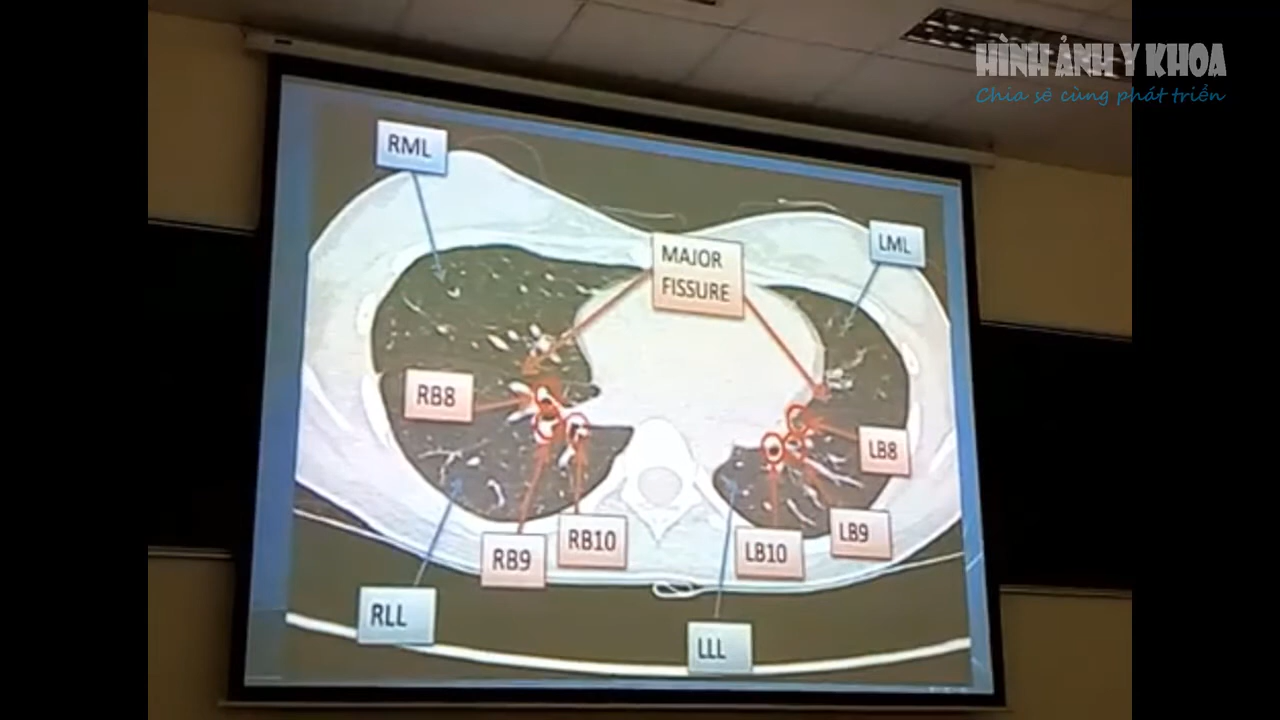 HÌNH ẢNH Y KHOA
Chia sẻ cùng phát triển
RML
LML
MAJOR
FISSURE
RB8
LB8
RB9
RB10
LB10
LB9
RLL
LLL